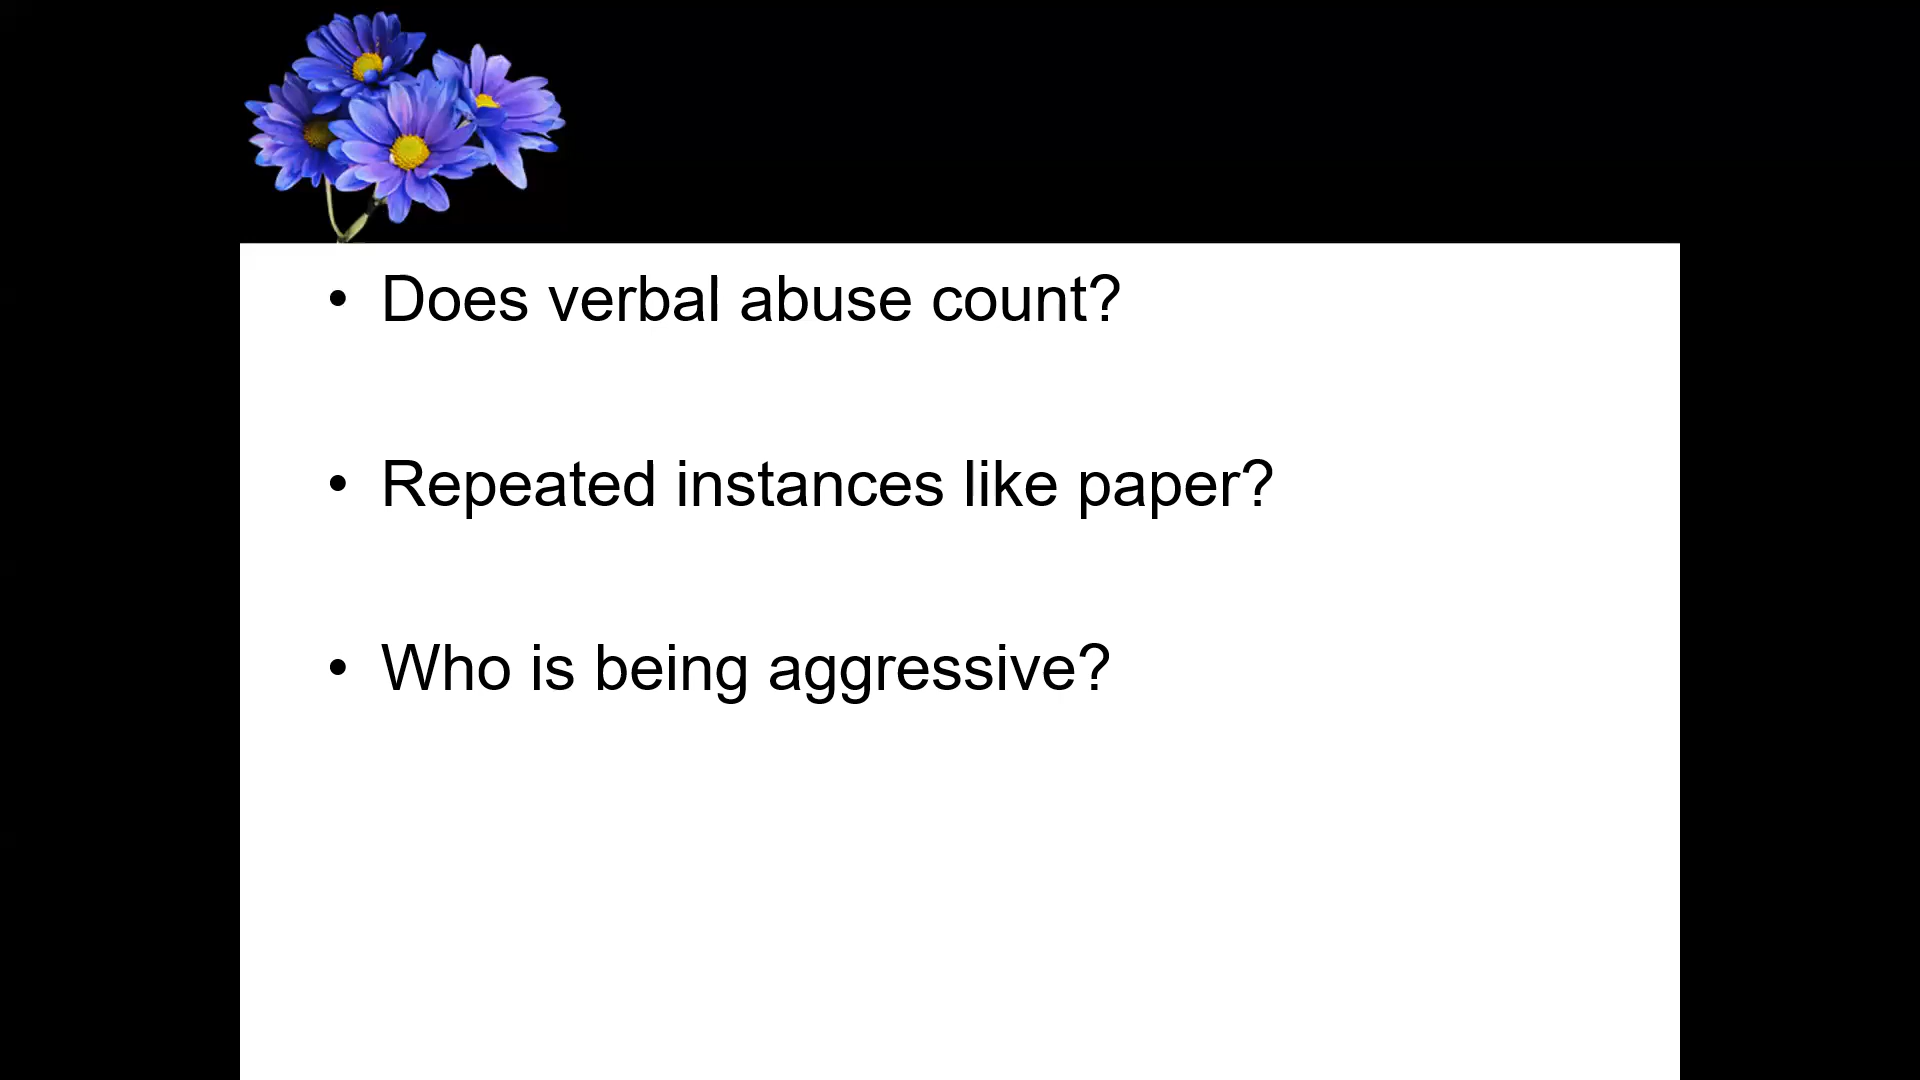 • Does verbal abuse count?
• Repeated instances like paper?
• Who is being aggressive?